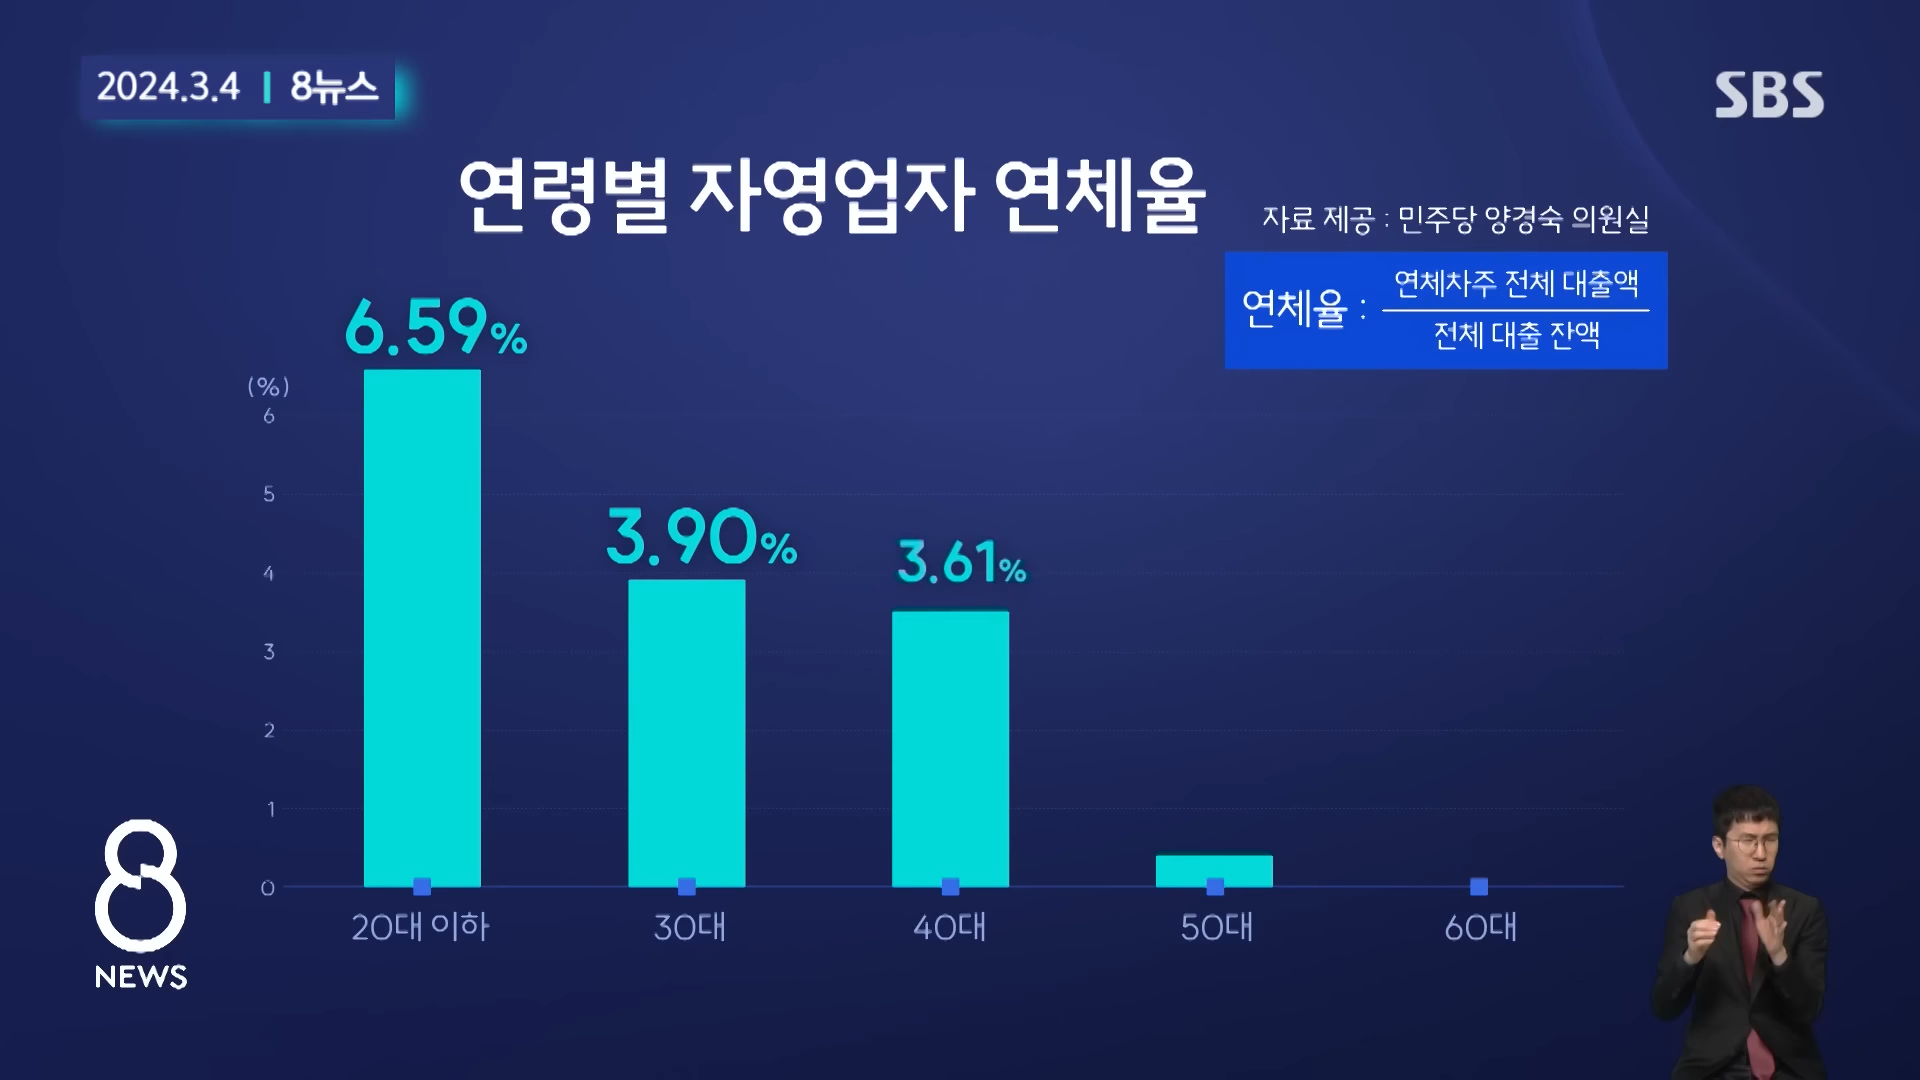 2024.3.4 | 8뉴스
SBS
연령별 자영업자 연체율
자료 제공 : 민주당 양경숙 의원실
연체율 :
연체차주 전체 대출액
전체 대출 잔액
6.59%
3.90%
3.61%
(%)
6
5
4
3
2
1
0
20대 이하
30대
40대
50대
60대
8
NEWS